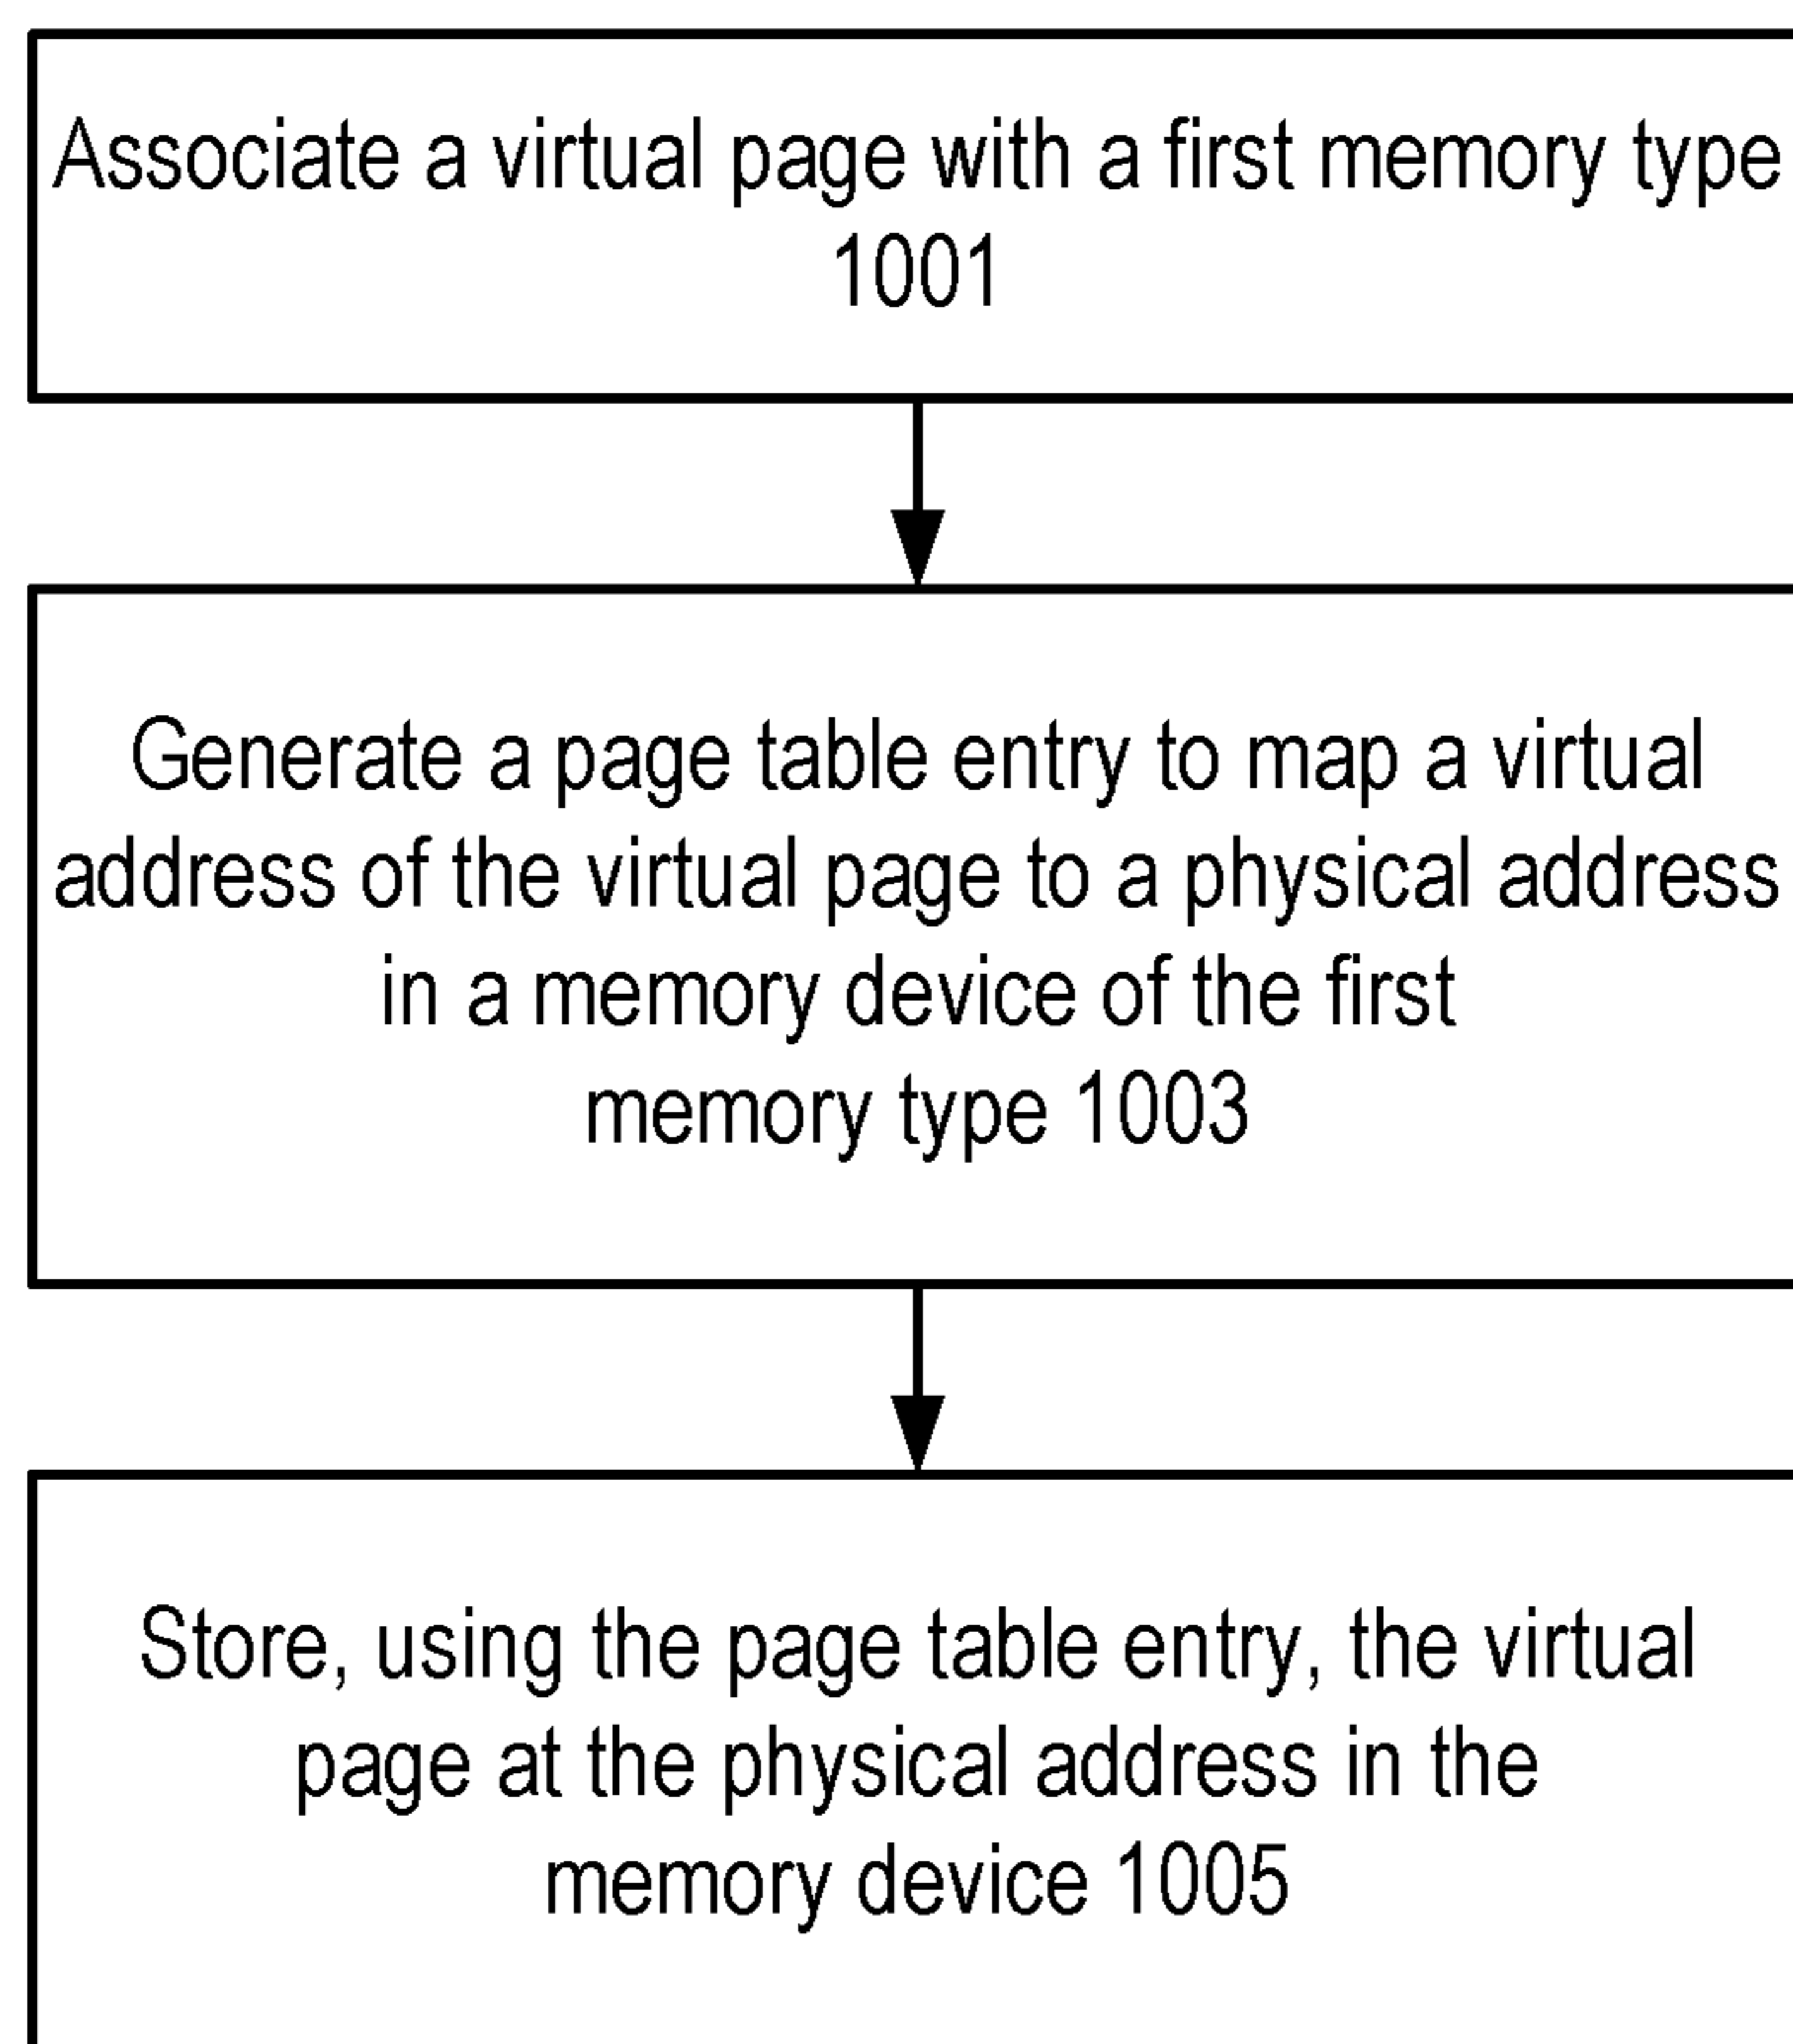 Associate a virtual page with a first memory type
1001
Generate a page table entry to map a virtual
address of the virtual page to a physical address
in a memory device of the first
memory type 1003
Store, using the page table entry, the virtual
page at the physical address in the
memory device 1005